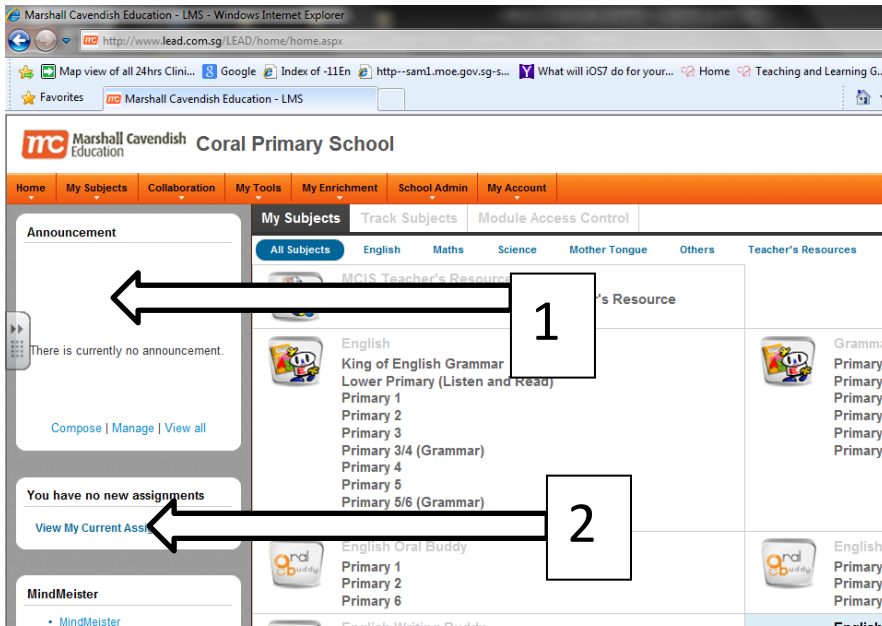 Marshall Cavendish Education - LMS - Windows Internet Explorer
http://www.lead.com.sg/LEAD/home/home.aspx
Map view of all 24hrs Clini... Google Index of -11En http--sam1.moe.gov.sg-s... What will iOS7 do for your... Home Teaching and Learning G..
Favorites Marshall Cavendish Education - LMS
mc Marshall Cavendish Education Coral Primary School
Home My Subjects Collaboration My Tools My Enrichment School Admin My Account
My Subjects Track Subjects Module Access Control
All Subjects English Maths Science Mother Tongue Others Teacher's Resources
Announcement
There is currently no announcement.
Compose | Manage | View all
You have no new assignments
View My Current
MindMeister
MindMeister
MCIS Teacher's
Resource
1
English
King of English Grammar
Lower Primary (Listen and Read)
Primary 1
Primary 2
Primary 3
Primary 3/4 (Grammar)
Primary 4
Primary 5
Primary 5/6 (Grammar)
2
Primary
Primary
Primary
Primary
Primary
Primary
English Oral Buddy
Primary 1
Primary 2
Primary 6
oral buddy
English
Primary
Primary
Primary
oral buddy
English Writing Buddy
English